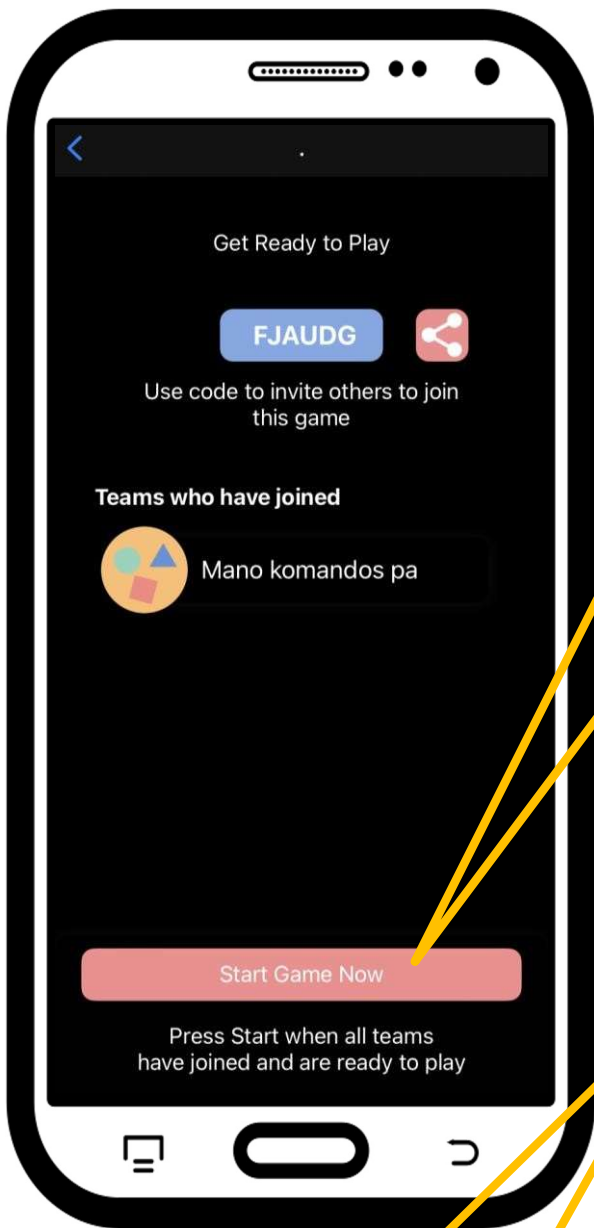 Get Ready to Play
FJAUDG
Use code to invite others to join
this game
Teams who have joined
Mano komandos pa
Start Game Now
Press Start when all teams
have joined and are ready to play